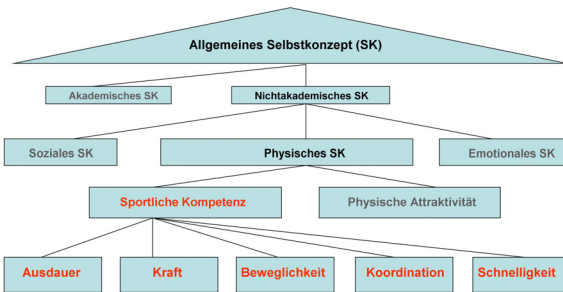 Allgemeines Selbstkonzept (SK)
Akademisches SK
Nichtakademisches SK
Soziales SK
Physisches SK
Emotionales SK
Sportliche Kompetenz
Physische Attraktivität
Ausdauer
Kraft
Beweglichkeit
Koordination
Schnelligkeit